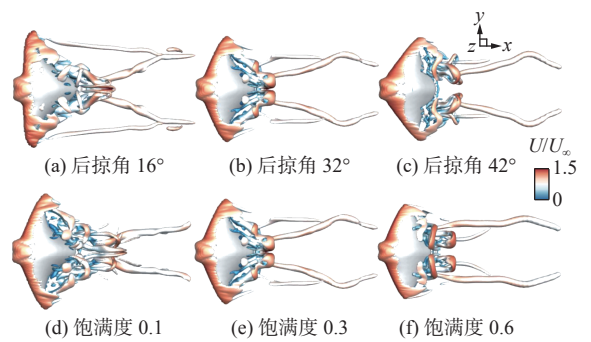 y
z x
(a) 后掠角 16°
(b) 后掠角 32°
(c) 后掠角 42°
U/U∞
1.5
0
(d) 饱满度 0.1
(e) 饱满度 0.3
(f) 饱满度 0.6